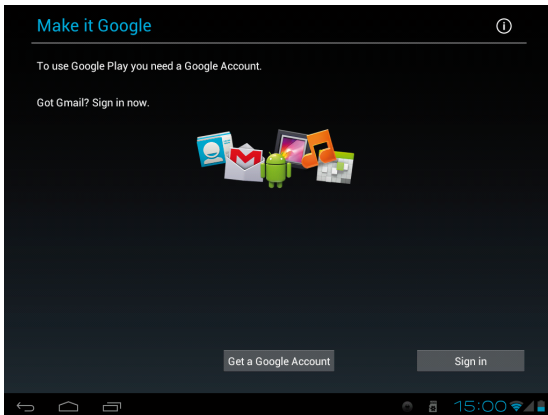 Make it Google
To use Google Play you need a Google Account.
Got Gmail? Sign in now.
Get a Google Account
Sign in
15:00